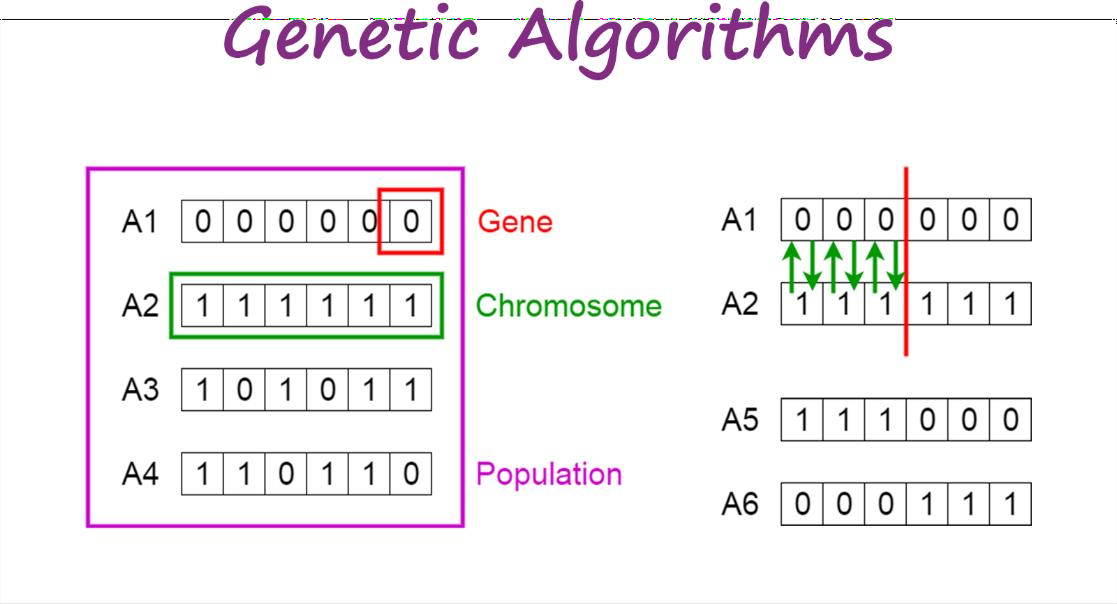 Genetic Algorithms
A1 0 0 0 0 0 0 Gene
A2 1 1 1 1 1 1 Chromosome
A3 1 0 1 0 1 1
A4 1 1 0 1 1 0 Population
A1 0 0 0 0 0 0
A2 1 1 1 1 1 1
A5 1 1 1 0 0 0
A6 0 0 0 1 1 1